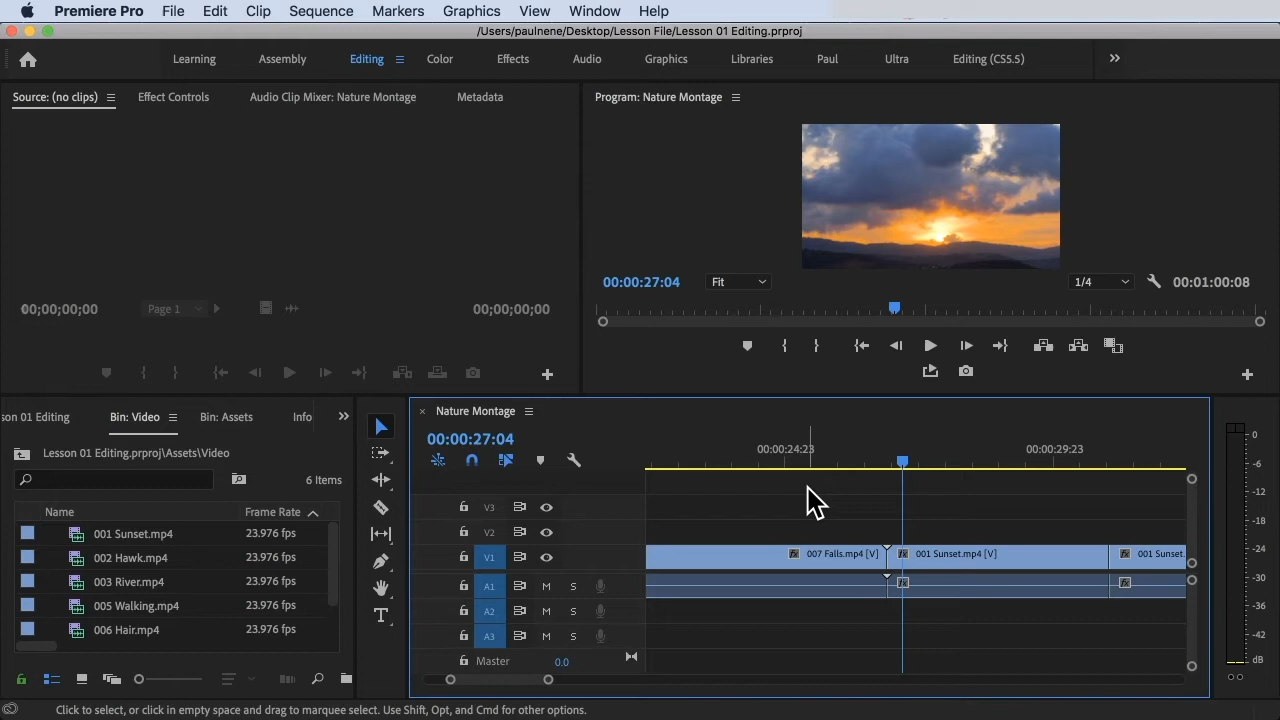 Premiere Pro File Edit Clip Sequence Markers Graphics View Window Help
/Users/paulnene/Desktop/Lesson File/Lesson 01 Editing.prproj
Learning Assembly Editing Color Effects Audio Graphics Libraries Paul Ultra Editing (CS5.5)
Source: (no clips) Effect Controls Audio Clip Mixer: Nature Montage Metadata
Program: Nature Montage
00:00:27:04 Fit 1/4 00:01:00:08
00;00;00;00 Page 1 00;00;00;00
son 01 Editing Bin: Video Bin: Assets Info
Lesson 01 Editing.prproj\Assets\Video
6 Items
Name Frame Rate
001 Sunset.mp4 23.976 fps
002 Hawk.mp4 23.976 fps
003 River.mp4 23.976 fps
005 Walking.mp4 23.976 fps
006 Hair.mp4 23.976 fps
Nature Montage
00:00:27:04
00:00:24:23 00:00:29:23
V3
V2
V1 fx 007 Falls.mp4 [V] fx 001 Sunset.mp4 [V] fx 001 Sunset.
A1 M S fx fx
A2 M S
A3 M S
Master 0.0
0
-6
-12
-18
-24
-30
-36
-42
dB
Click to select, or click in empty space and drag to marquee select. Use Shift, Opt, and Cmd for other options.